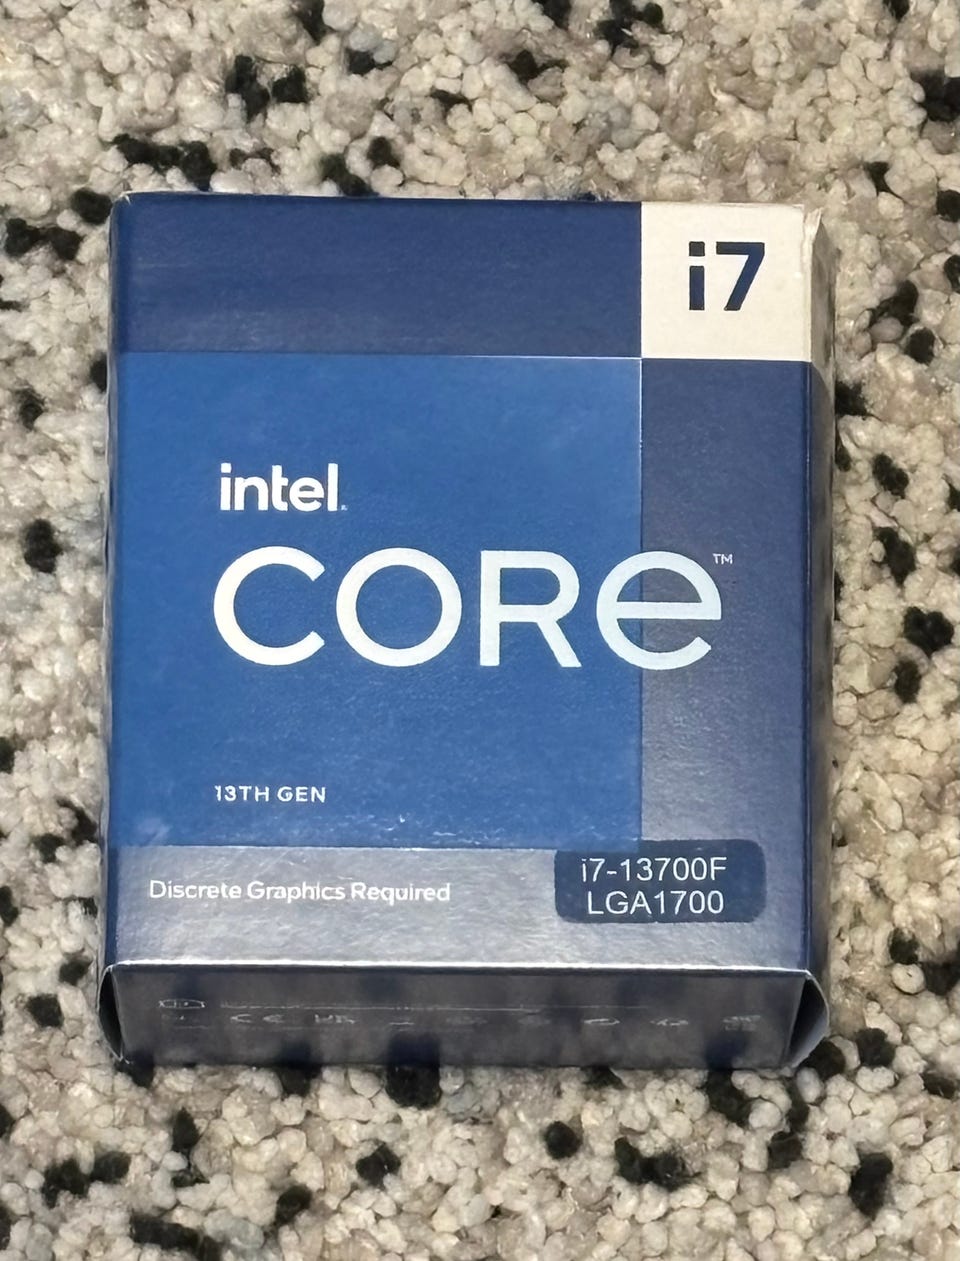 i7
intel.
CORe™
13TH GEN
Discrete Graphics Required
i7-13700F
LGA1700